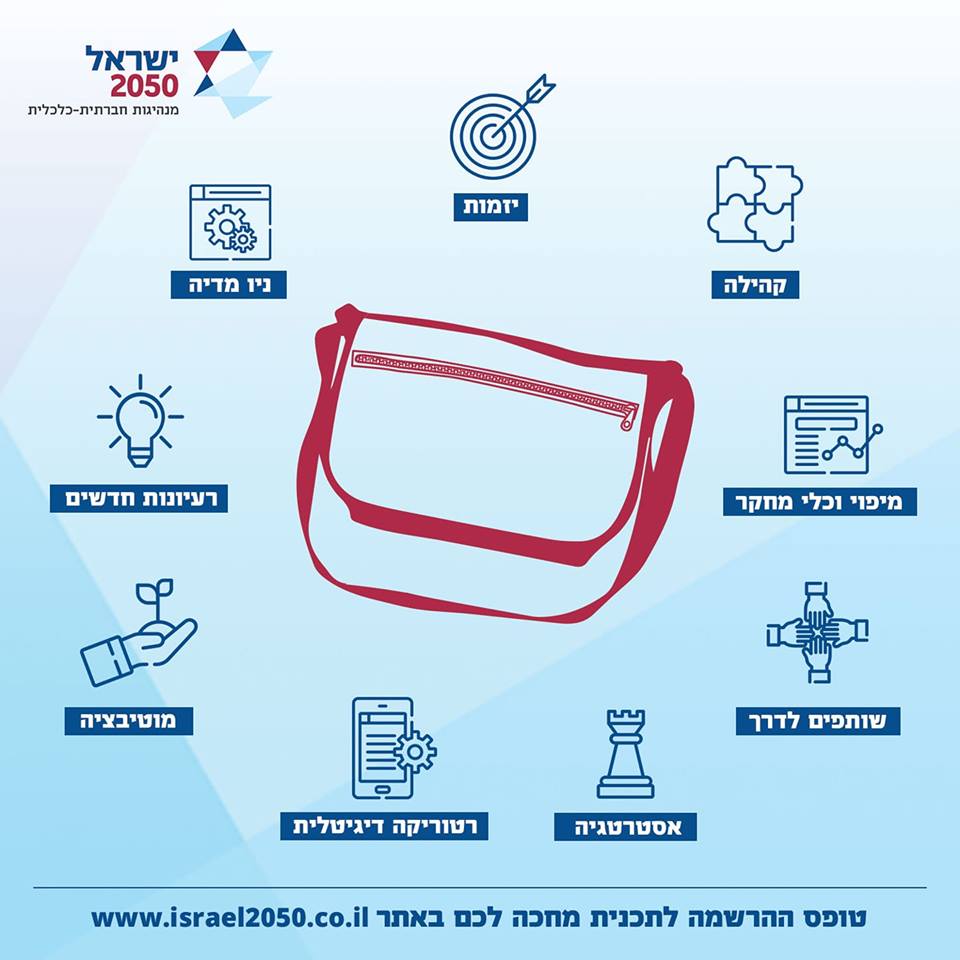 ישראל
2050
מנהיגות חברתית-כלכלית
יזמות
קהילה
ניו מדיה
מיפוי וכלי מחקר
רעיונות חדשים
שותפים לדרך
מוטיבציה
אסטרטגיה
רטוריקה דיגיטלית
טופס ההרשמה לתכנית מחכה לכם באתר www.israel2050.co.il